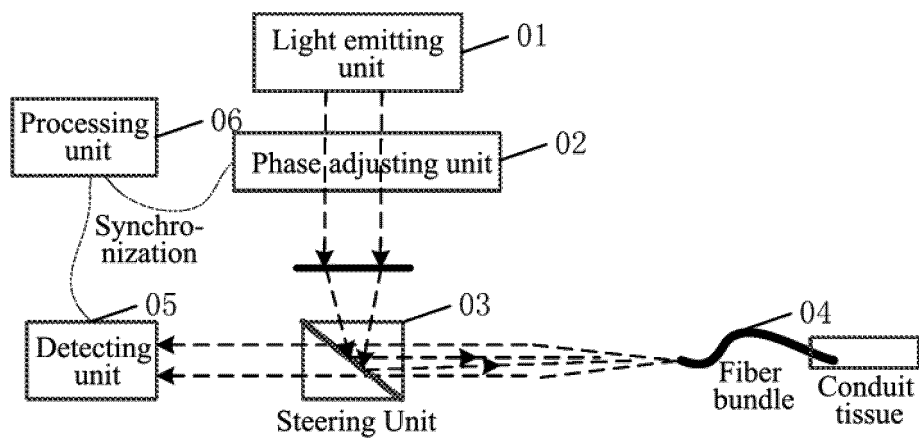 Light emitting
unit
01
Processing
unit
06
Phase adjusting unit
02
Synchro-
nization
05
Detecting
unit
03
Steering Unit
04
Fiber
bundle
Conduit
tissue